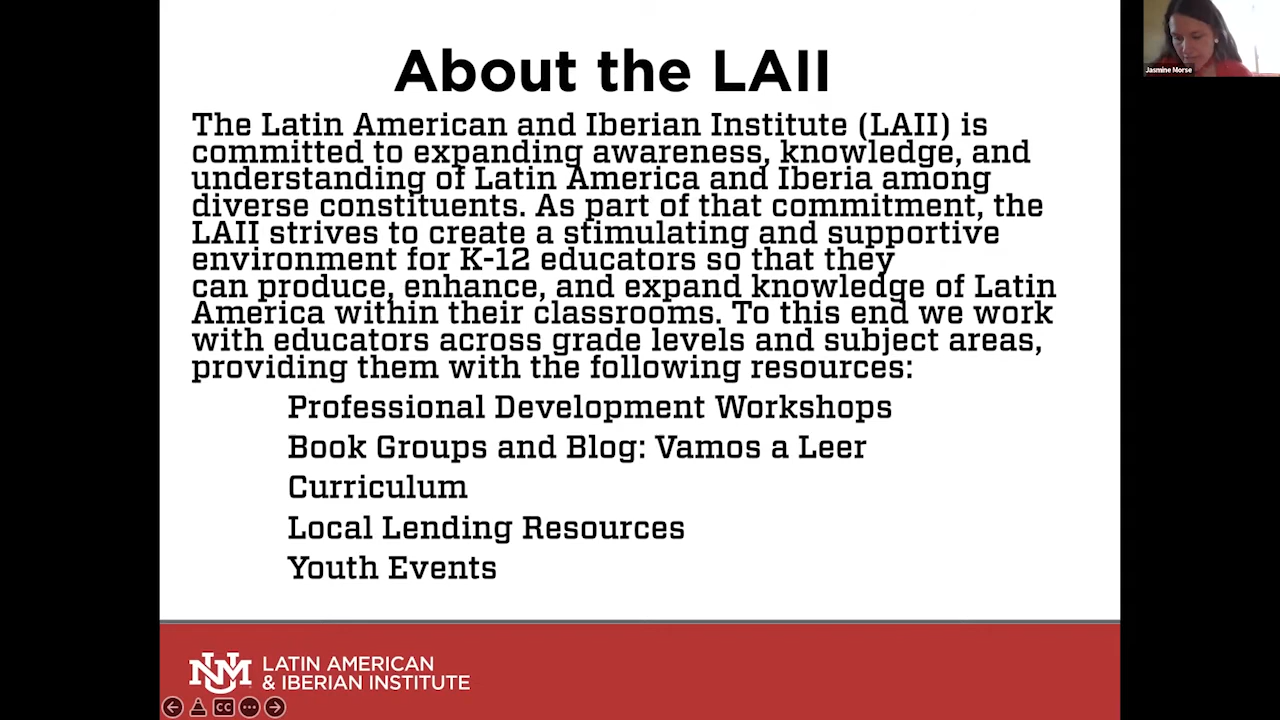 About the LAII
Jasmine Morse
The Latin American and Iberian Institute (LAII) is
committed to expanding awareness, knowledge, and
understanding of Latin America and Iberia among
diverse constituents. As part of that commitment, the
LAII strives to create a stimulating and supportive
environment for K-12 educators so that they
can produce, enhance, and expand knowledge of Latin
America within their classrooms. To this end we work
with educators across grade levels and subject areas,
providing them with the following resources:
Professional Development Workshops
Book Groups and Blog: Vamos a Leer
Curriculum
Local Lending Resources
Youth Events
UNM LATIN AMERICAN
& IBERIAN INSTITUTE
CC